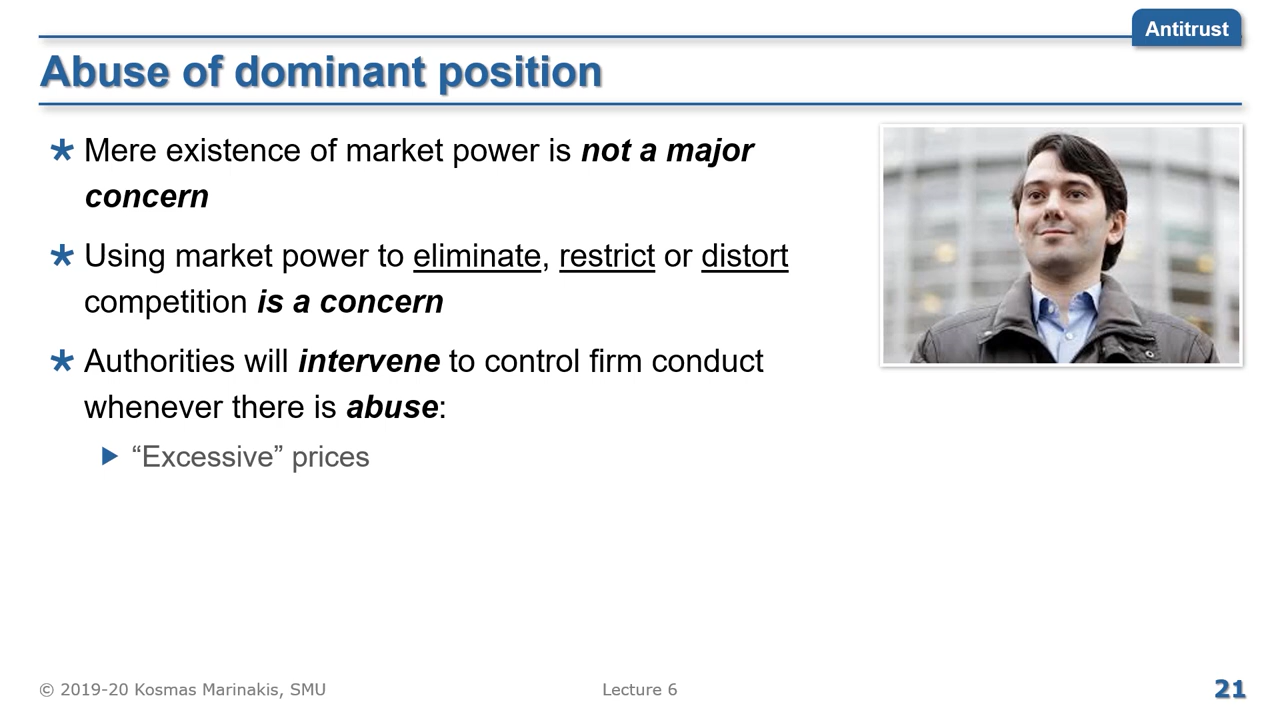 Antitrust
Abuse of dominant position
Mere existence of market power is not a major
concern
Using market power to eliminate, restrict or distort
competition is a concern
Authorities will intervene to control firm conduct
whenever there is abuse:
“Excessive” prices
© 2019-20 Kosmas Marinakis, SMU
Lecture 6
21